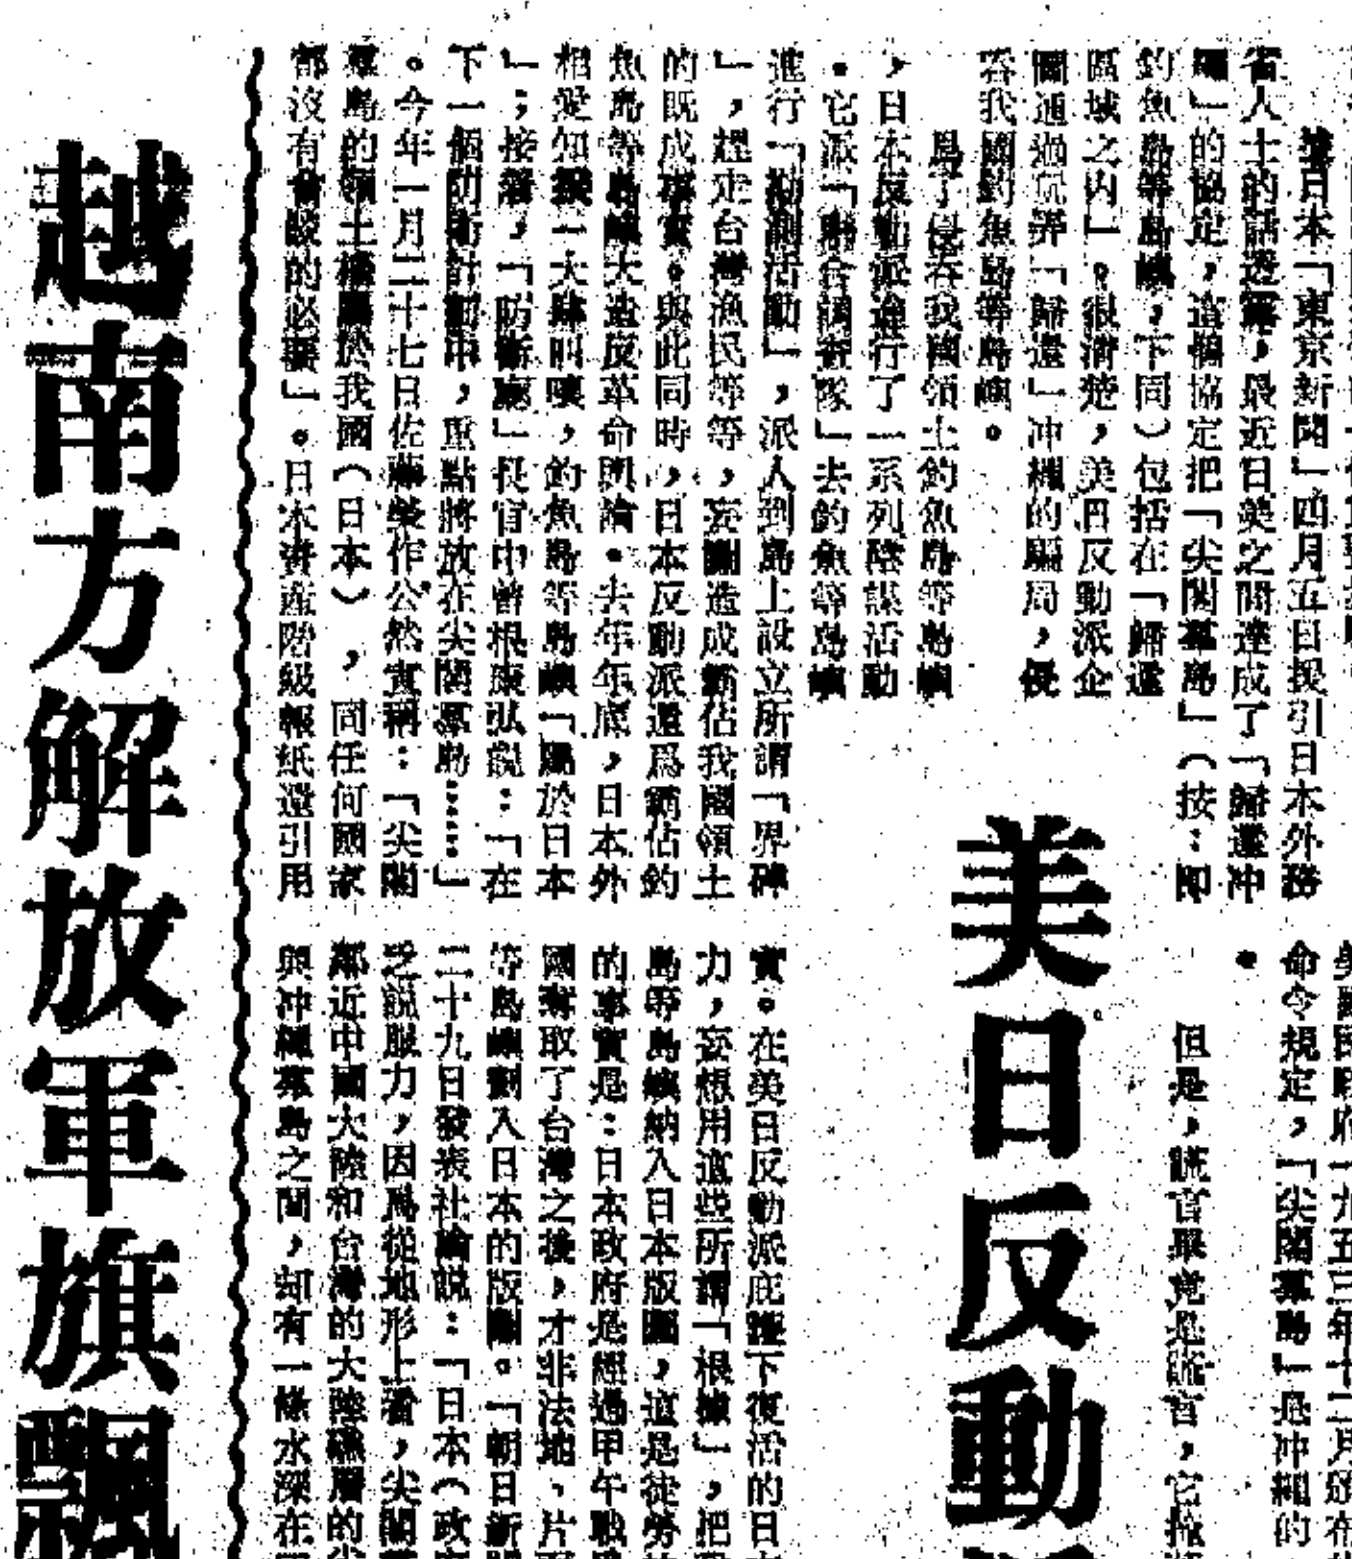 據日本「東京新聞」四月五日援引日本外務
省人士的話透露，最近日美之間達成了「歸還冲
繩」的協定，這個協定把「尖閣羣島」（按：即
釣魚島等島嶼，下同）包括在「歸還
區域之内」。很清楚，美日反動派企
圖通過玩弄「歸還」冲繩的騙局，侵
吞我國釣魚島等島嶼。
爲了侵吞我國領土釣魚島等島嶼
，日本反動派進行了一系列陰謀活動
。它派「聯合調查隊」去釣魚等島嶼
進行「勘測活動」，派人到島上設立所謂「界碑
」，趕走台灣漁民等等，妄圖造成霸佔我國領土
的既成事實。與此同時，日本反動派還爲霸佔釣
魚島等島嶼大造反革命輿論。去年年底，日本外
相愛知揆一大肆叫嚷，釣魚島等島嶼「屬於日本
」；接着，「防衛廳」長官中曾根康弘說：「在
下一個防衛計劃中，重點將放在尖閣羣島……」
。今年一月二十七日佐藤榮作公然宣稱：「尖閣
羣島的領土權屬於我國（日本），同任何國家
都沒有會談的必要」。日本資產階級報紙還引用
命令規定，「尖閣羣島」是冲繩的
。
但是，謊言畢竟是謊言，它掩
美日反動
實。在美日反動派庇護下復活的日
力，妄想用這些所謂「根據」，把
島等島嶼納入日本版圖，這是徒勞
的事實是：日本政府是經過甲午戰
國奪取了台灣之後，才非法地、片
等島嶼劃入日本的版圖。「朝日新
二十九日發表社論說：「日本（政
乏說服力，因爲從地形上看，尖閣
鄰近中國大陸和台灣的大陸礁層的
與冲繩羣島之間，却有一條水深在
越南方解放軍旗飄